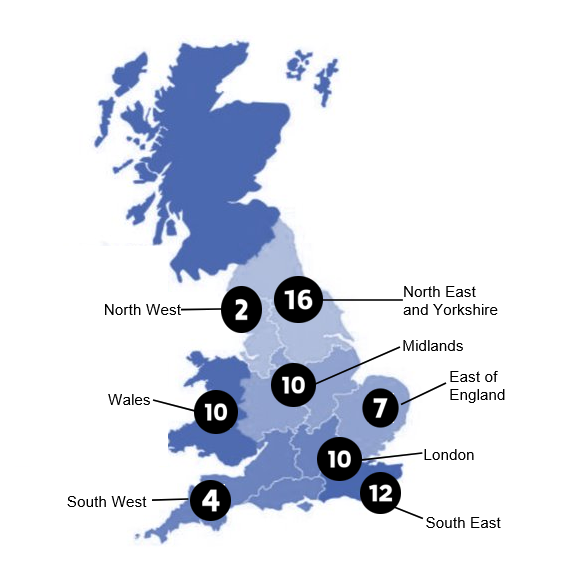 North East
and Yorkshire
16
North West
2
Midlands
10
East of
England
7
Wales
10
London
10
South West
4
12
South East